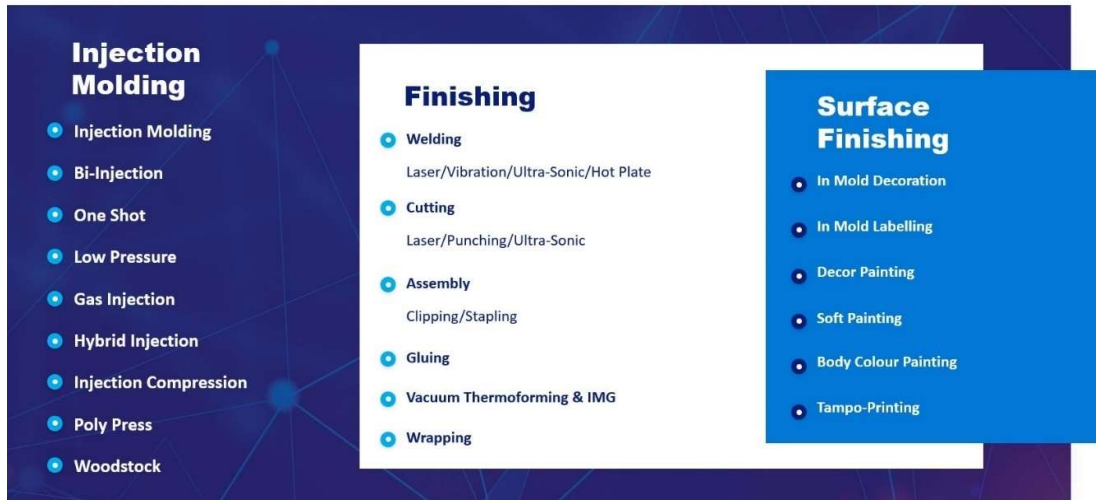 Injection
Molding
Injection Molding
Bi-Injection
One Shot
Low Pressure
Gas Injection
Hybrid Injection
Injection Compression
Poly Press
Woodstock
Finishing
Welding
Laser/Vibration/Ultra-Sonic/Hot Plate
Cutting
Laser/Punching/Ultra-Sonic
Assembly
Clipping/Stapling
Gluing
Vacuum Thermoforming & IMG
Wrapping
Surface
Finishing
In Mold Decoration
In Mold Labelling
Decor Painting
Soft Painting
Body Colour Painting
Tampo-Printing